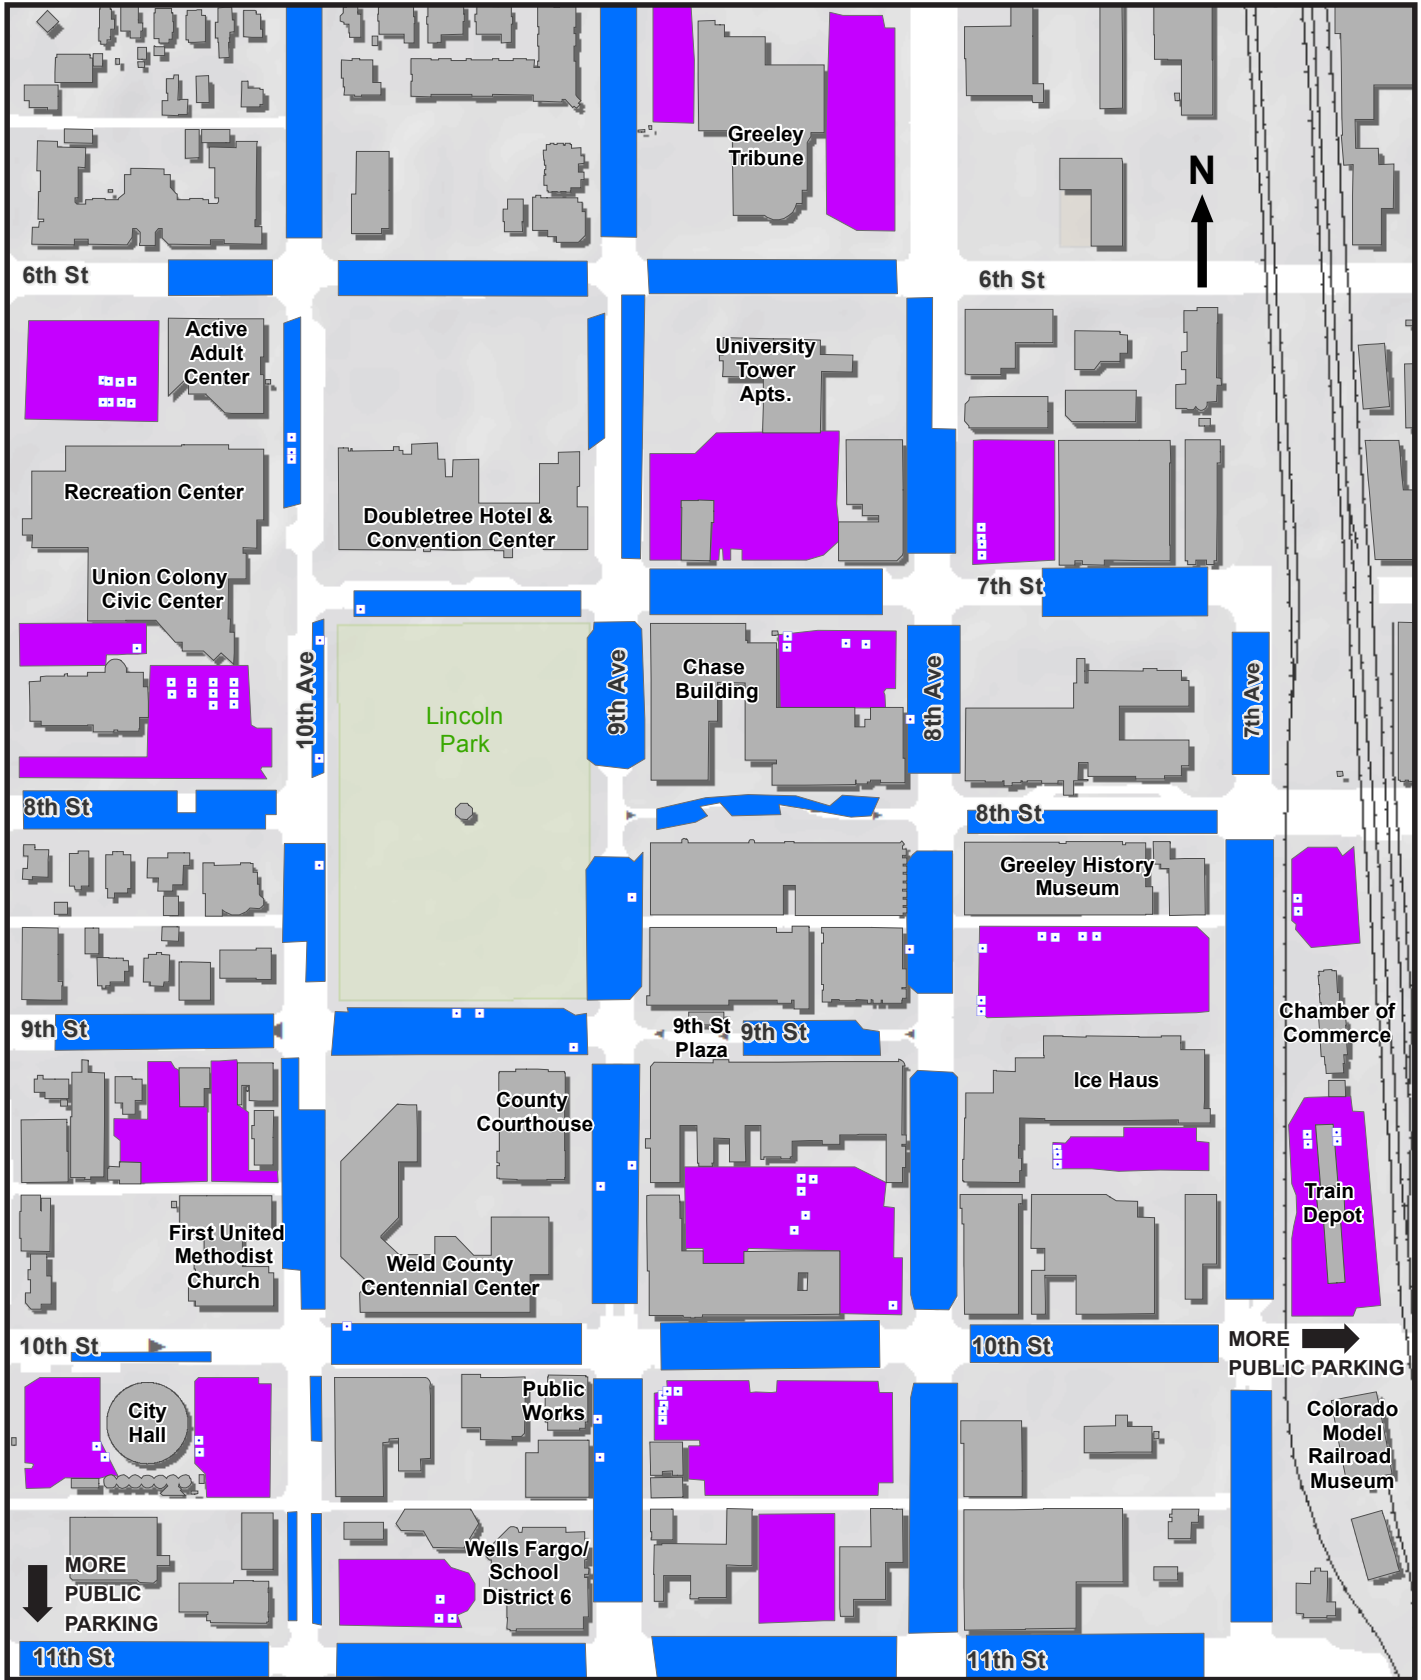 Greeley
Tribune
N
6th St
6th St
Active
Adult
Center
University
Tower
Apts.
Recreation Center
Doubletree Hotel &
Convention Center
Union Colony
Civic Center
7th St
10th Ave
Lincoln
Park
9th Ave
Chase
Building
8th Ave
7th Ave
8th St
8th St
Greeley History
Museum
9th St
9th St
Plaza
9th St
Chamber of
Commerce
Ice Haus
County
Courthouse
Train
Depot
First United
Methodist
Church
Weld County
Centennial Center
10th St
10th St
MORE
PUBLIC PARKING
City
Hall
Public
Works
Colorado
Model
Railroad
Museum
Wells Fargo/
School
District 6
MORE
PUBLIC
PARKING
11th St
11th St